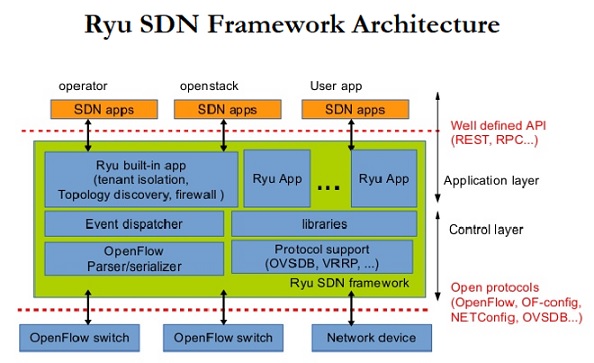 Ryu SDN Framework Architecture
operator
openstack
User app
SDN apps
SDN apps
SDN apps
Well defined API
(REST, RPC...)
Ryu built-in app
(tenant isolation,
Topology discovery, firewall )
Ryu App
...
Ryu App
Application layer
Event dispatcher
libraries
Control layer
OpenFlow
Parser/serializer
Protocol support
(OVSDB, VRRP, ...)
Ryu SDN framework
Open protocols
(OpenFlow, OF-config,
NETConfig, OVSDB...)
OpenFlow switch
OpenFlow switch
Network device